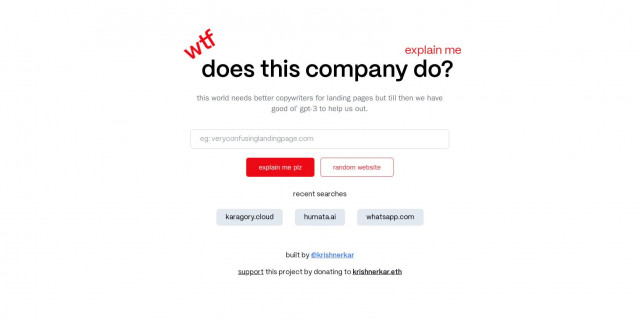 wtf
explain me
does this company do?
this world needs better copywriters for landing pages but till then we have
good ol' gpt-3 to help us out.
eg: veryconfusinglandingpage.com
explain me plz
random website
recent searches
karagory.cloud
humata.ai
whatsapp.com
built by @krishnerkar
support this project by donating to krishnerkar.eth